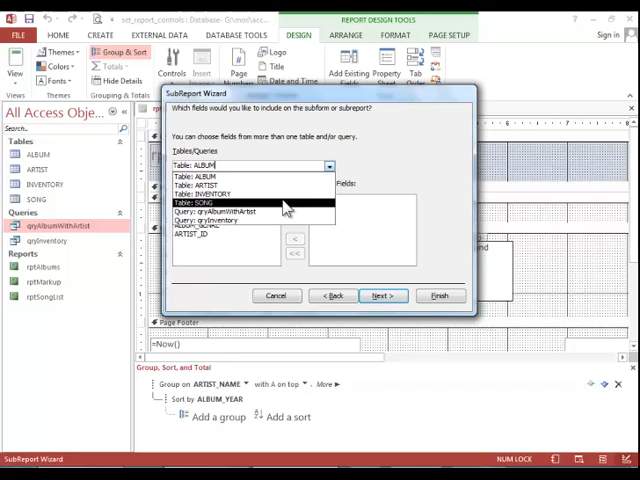 sct_report_controls : Database- G:\mor\acc...
REPORT DESIGN TOOLS
Sign in
FILE HOME CREATE EXTERNAL DATA DATABASE TOOLS DESIGN ARRANGE FORMAT PAGE SETUP
View
Themes
Colors
Fonts
Group & Sort
Totals
Hide Details
Controls
Page
Logo
Title
Date and Time
Add Existing
Fields
Property
Sheet
Tab
All Access Obje...
Search...
Tables
ALBUM
ARTIST
INVENTORY
SONG
Queries
qryAlbumWithArtist
qryInventory
Reports
rptAlbums
rptMarkup
rptSongList
SubReport Wizard
Which fields would you like to include on the subform or subreport?
You can choose fields from more than one table and/or query.
Tables/Queries
Table: ALBUM
Table: ALBUM
Table: ARTIST
Table: INVENTORY
Table: SONG
Query: qryAlbumWithArtist
Query: qryInventory
Fields:
ALBUM_GENRE
ARTIST_ID
<
<<
Cancel
< Back
Next >
Finish
Page Footer
=Now()
Group, Sort, and Total
Group on ARTIST_NAME with A on top , More
Sort by ALBUM_YEAR
Add a group
Add a sort
SubReport Wizard
NUM LOCK